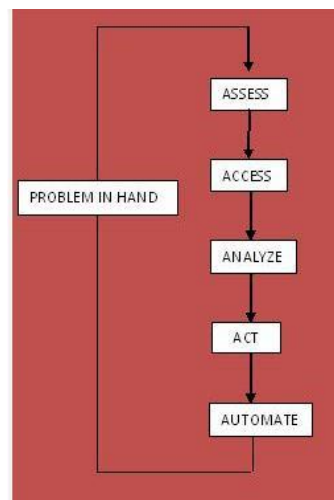 ASSESS
ACCESS
PROBLEM IN HAND
ANALYZE
ACT
AUTOMATE